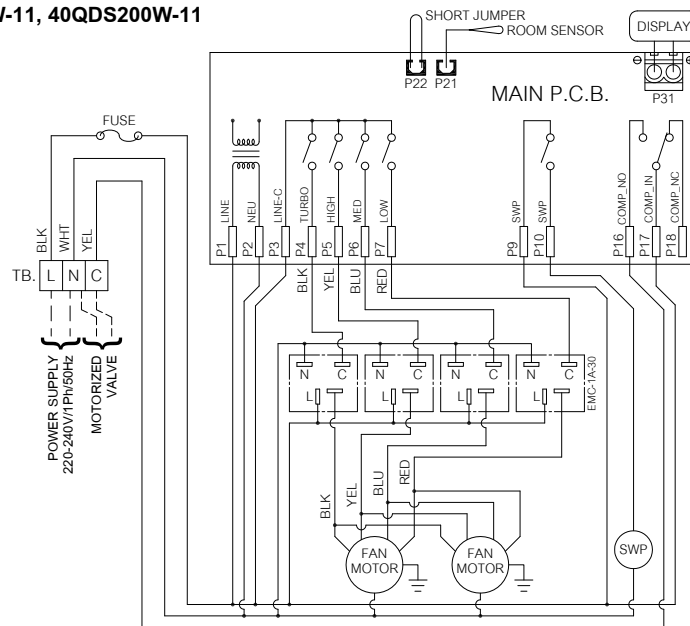 W-11, 40QDS200W-11
SHORT JUMPER
ROOM SENSOR
DISPLAY
P22
P21
P31
MAIN P.C.B.
FUSE
LINE
NEU
LINE-C
TURBO
HIGH
MED
LOW
SWP
SWP
COMP_NO
COMP_IN
COMP_NC
P1
P2
P3
P4
P5
P6
P7
P9
P10
P16
P17
P18
BLK
WHT
YEL
TB.
L
N
C
BLK
YEL
BLU
RED
POWER SUPPLY
220-240V/1Ph/50Hz
MOTORIZED
VALVE
N
C
L
N
C
L
N
C
L
N
C
L
EMC-1A-30
BLK
YEL
BLU
RED
FAN
MOTOR
FAN
MOTOR
SWP